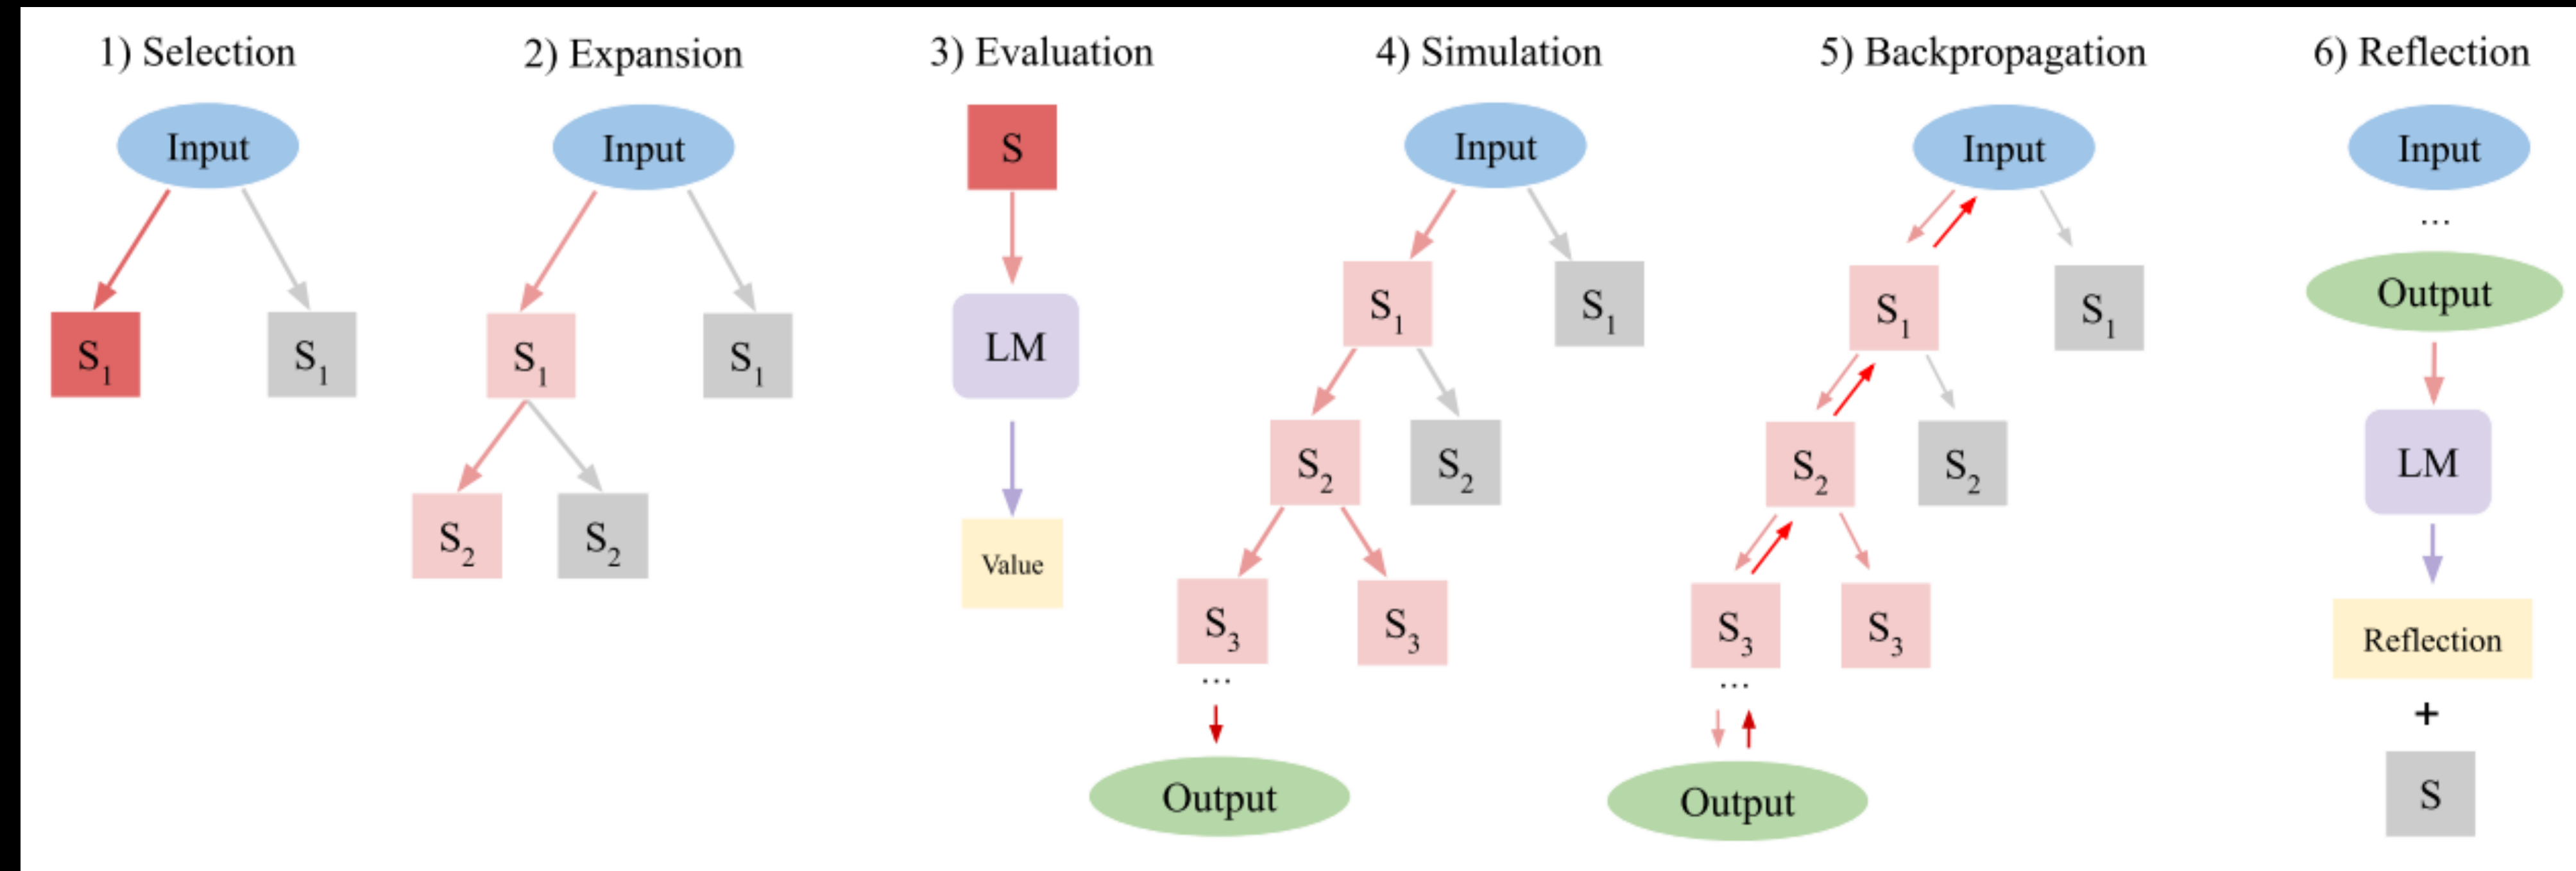 1) Selection
Input
S1
S1
2) Expansion
Input
S1
S1
S2
S2
3) Evaluation
S
LM
Value
4) Simulation
Input
S1
S1
S2
S2
S3
S3
...
Output
5) Backpropagation
Input
S1
S1
S2
S2
S3
S3
...
Output
6) Reflection
Input
...
Output
LM
Reflection
+
S